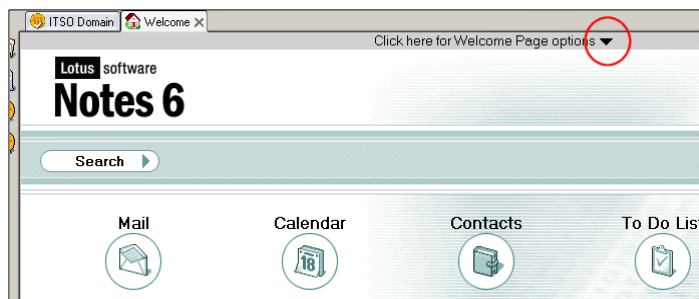 ITSO Domain Welcome
Click here for Welcome Page options
Lotus software
Notes 6
Search
Mail Calendar Contacts To Do Lis
18